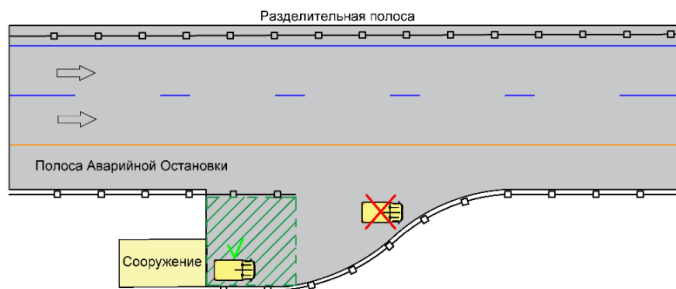 Разделительная полоса
Полоса Аварийной Остановки
Сооружение